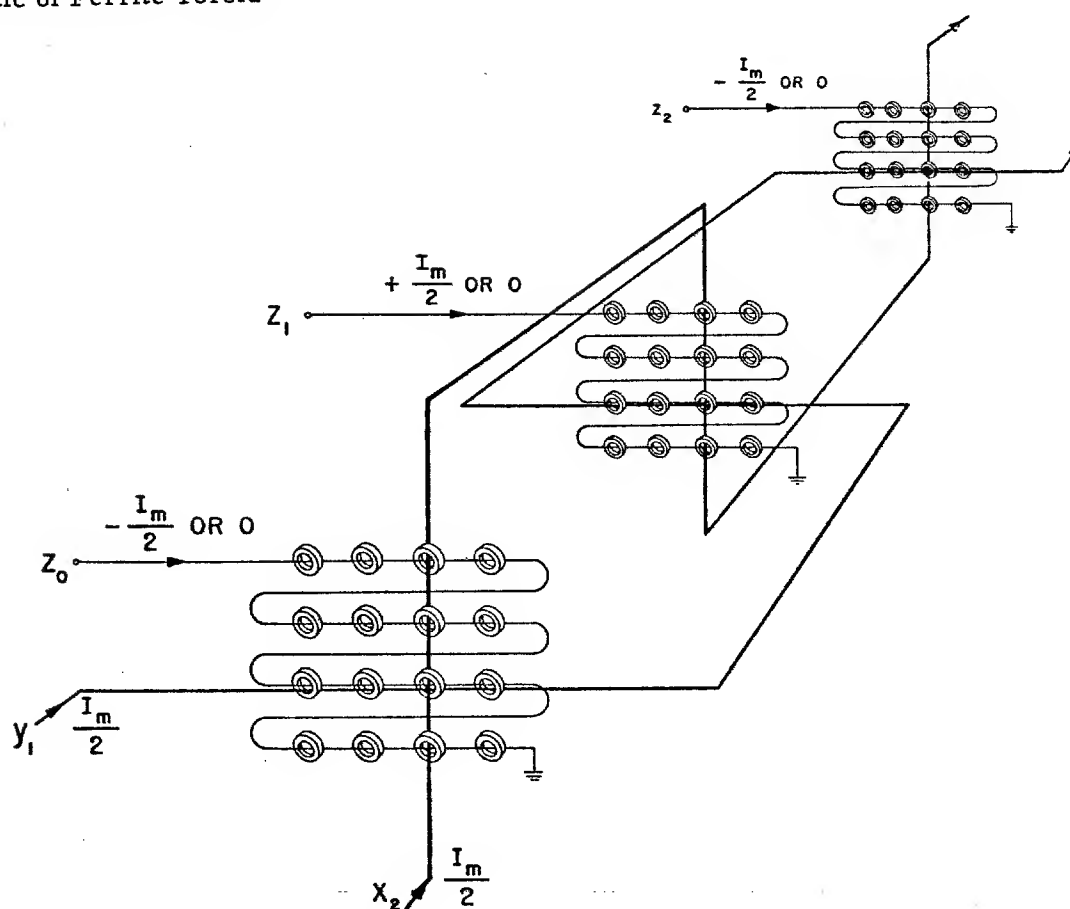 - I_m/2 OR 0
Z_2
+ I_m/2 OR 0
Z_1
- I_m/2 OR 0
Z_0
I_m/2
Y_1
I_m/2
X_2